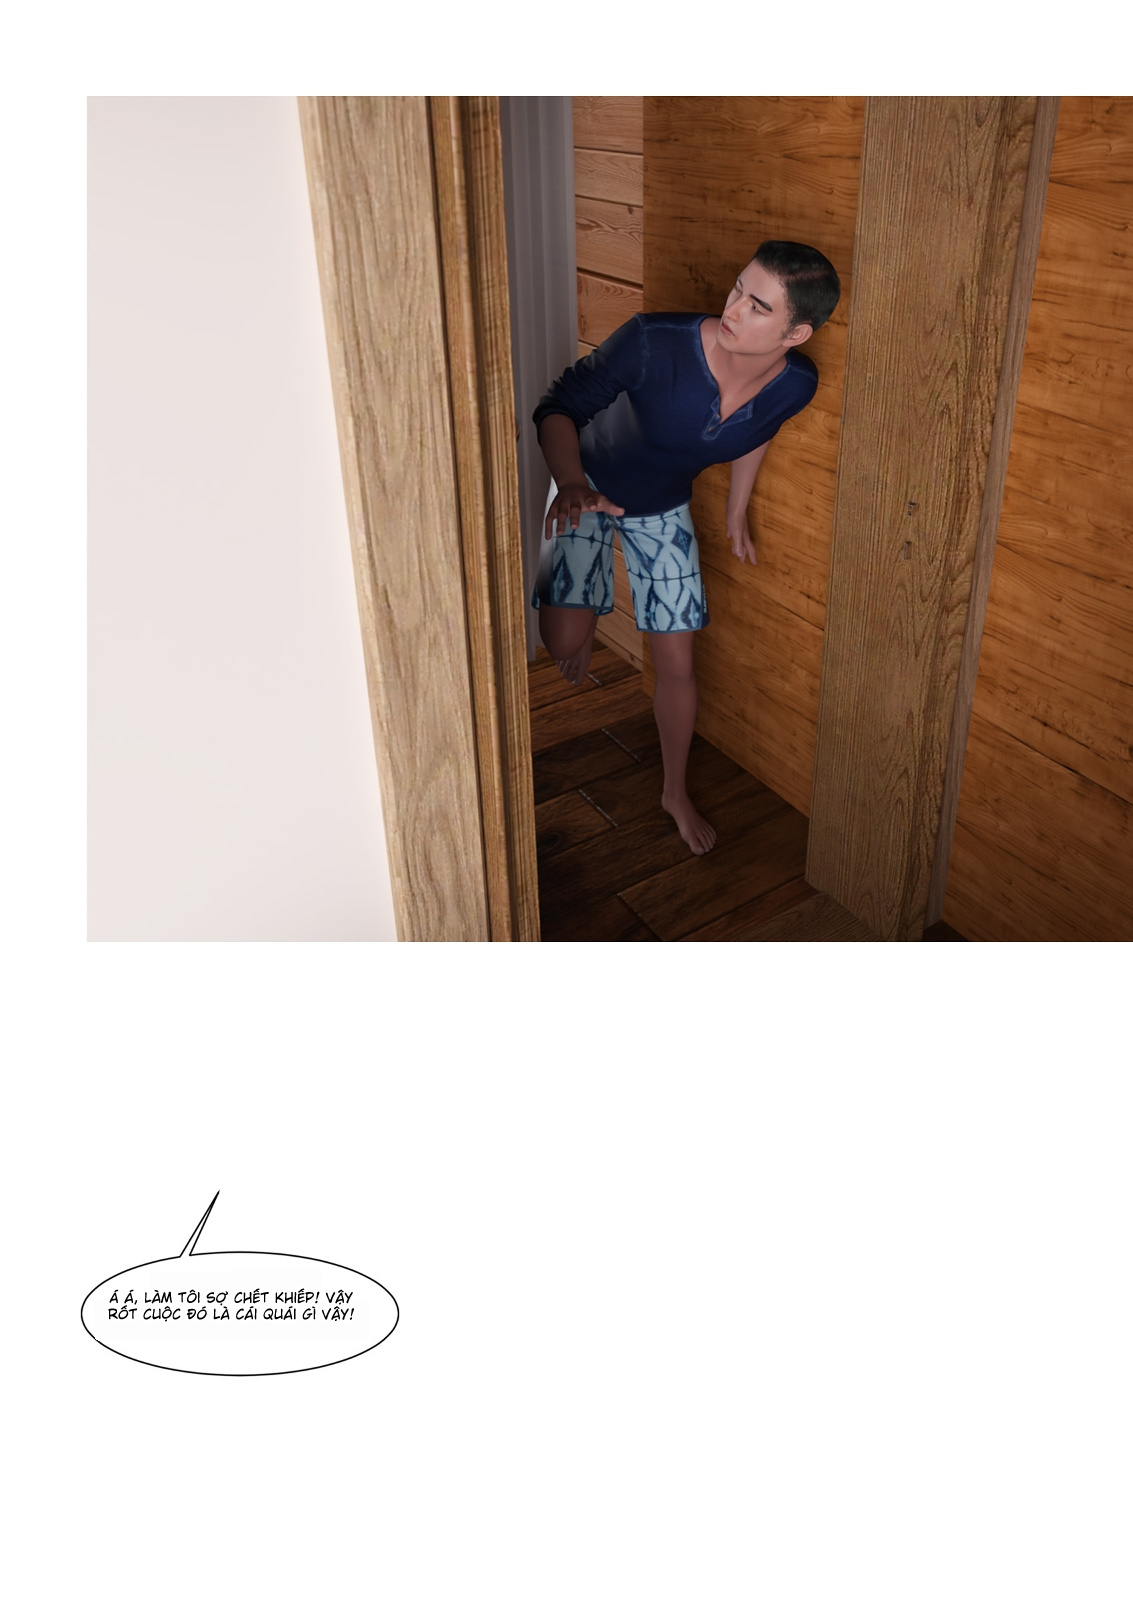 Á Á, LÀM TÔI SỢ CHẾT KHIẾP! VẬY
RỐT CUỘC ĐÓ LÀ CÁI QUÁI GÌ VẬY!